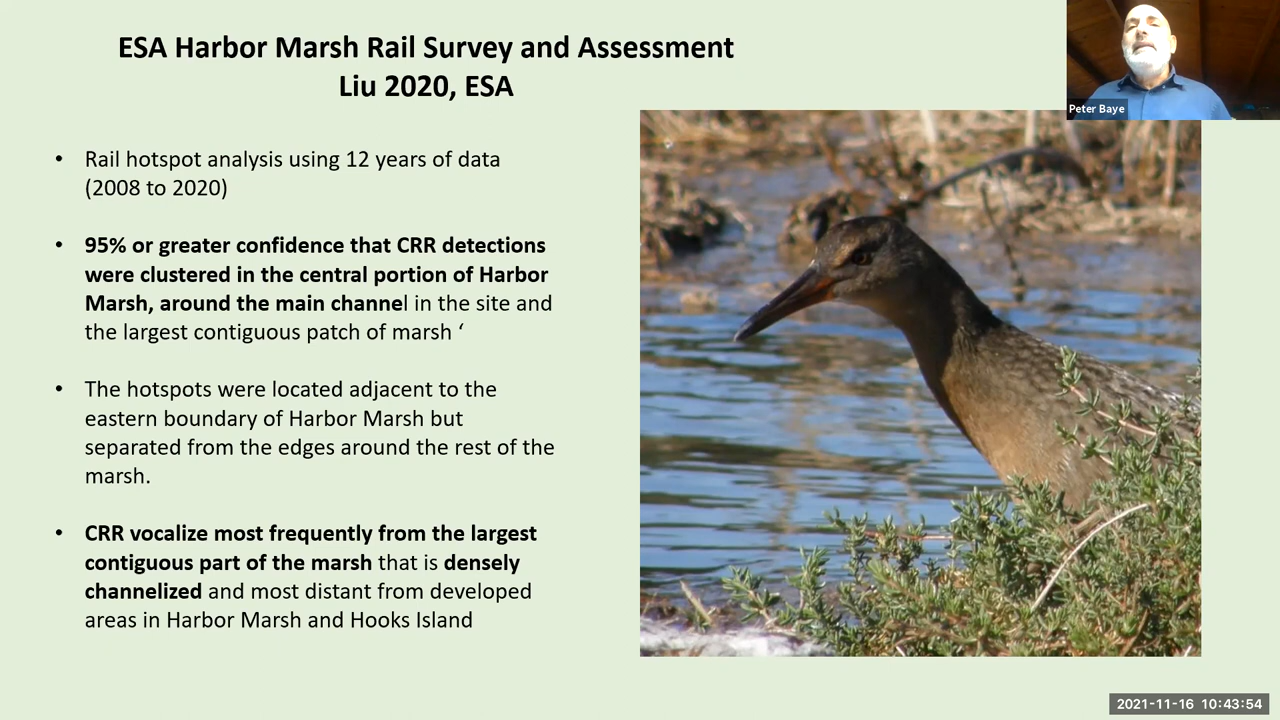 ESA Harbor Marsh Rail Survey and Assessment
Liu 2020, ESA
Peter Baye
• Rail hotspot analysis using 12 years of data
(2008 to 2020)
• 95% or greater confidence that CRR detections
were clustered in the central portion of Harbor
Marsh, around the main channel in the site and
the largest contiguous patch of marsh ‘
• The hotspots were located adjacent to the
eastern boundary of Harbor Marsh but
separated from the edges around the rest of the
marsh.
• CRR vocalize most frequently from the largest
contiguous part of the marsh that is densely
channelized and most distant from developed
areas in Harbor Marsh and Hooks Island
2021-11-16 10:43:54